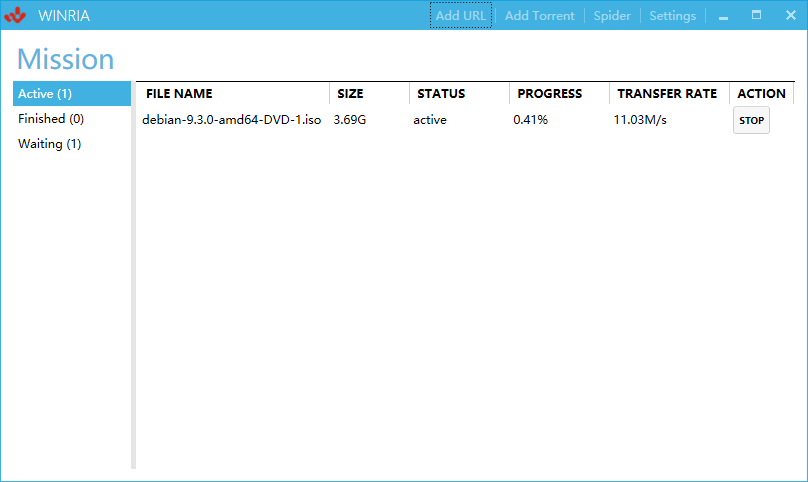 WINRIA Add URL Add Torrent Spider Settings
Mission
Active (1)
Finished (0)
Waiting (1)
FILE NAME SIZE STATUS PROGRESS TRANSFER RATE ACTION
debian-9.3.0-amd64-DVD-1.iso 3.69G active 0.41% 11.03M/s STOP